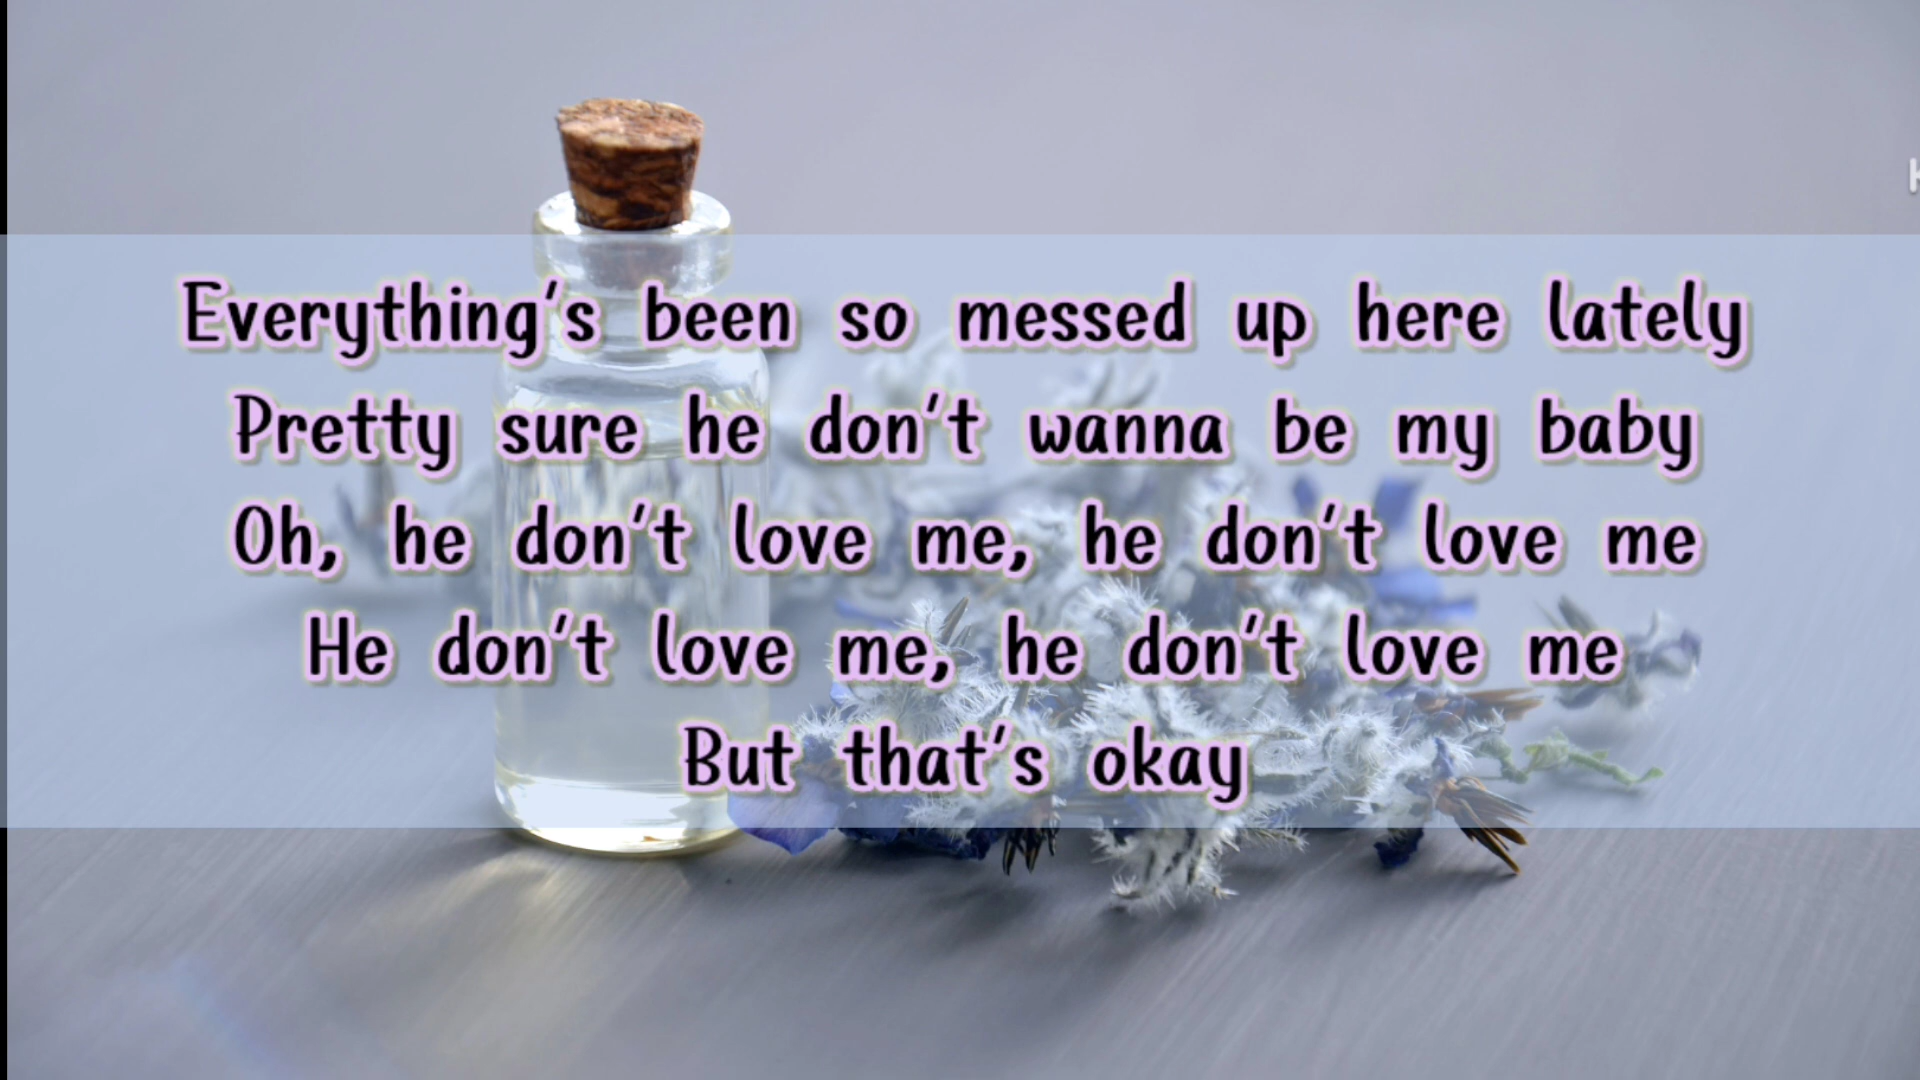 Everything's been so messed up here lately
Pretty sure he don't wanna be my baby
Oh, he don't love me, he don't love me
He don't love me, he don't love me
But that's okay